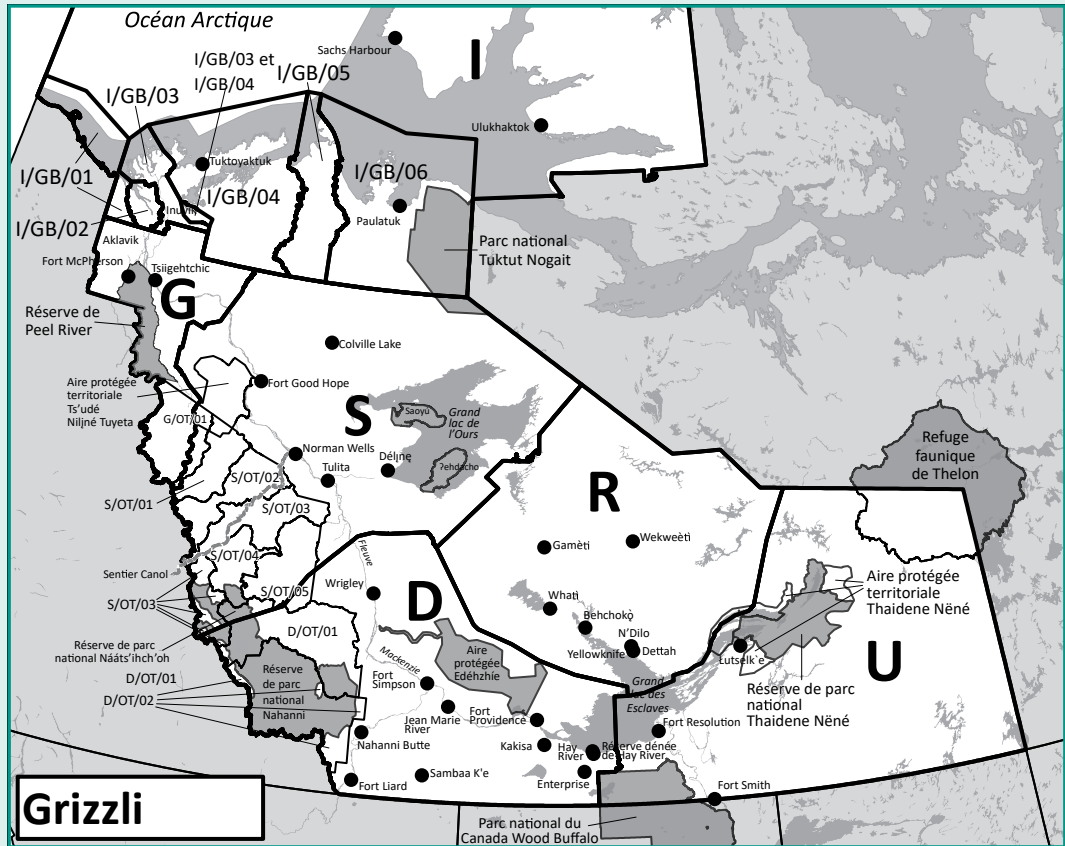 Océan Arctique
Sachs Harbour
I
I/GB/03 et
I/GB/04
I/GB/05
I/GB/03
Ulukhaktok
Tuktoyaktuk
I/GB/01
I/GB/04
I/GB/06
Inuvik
I/GB/02
Paulatuk
Aklavik
Parc national
Tuktut Nogait
Fort McPherson
Tsiigehtchic
G
Réserve de
Peel River
Colville Lake
Aire protégée
territoriale
Ts'udé
Nilįné Tuyeta
Fort Good Hope
G/OT/01
S
Saoyú
Grand
lac de
l'Ours
Refuge
faunique
de Thelon
Norman Wells
Délįnę
Ɂehdacho
Tulita
S/OT/02
S/OT/01
S/OT/03
R
Gamètì
Wekweètì
S/OT/04
Fleuve
Sentier Canol
S/OT/03
S/OT/05
Wrigley
D
Whatì
Aire protégée
territoriale
Thaidene Nëné
Behchokǫ̀
D/OT/01
N'Dilo
Yellowknife
Dettah
Réserve de parc
national Nááts'ihch'oh
Mackenzie
Aire
protégée
Edéhzhíe
Łutselk'e
U
D/OT/01
D/OT/02
Réserve
de parc
national
Nahanni
Fort
Simpson
Grand
lac des
Esclaves
Réserve de parc
national
Thaidene Nëné
Jean Marie
River
Fort
Providence
Fort Resolution
Nahanni Butte
Kakisa
Hay
River
Réserve dénée
de Hay River
Fort Liard
Sambaa K'e
Enterprise
Fort Smith
Grizzli
Parc national du
Canada Wood Buffalo